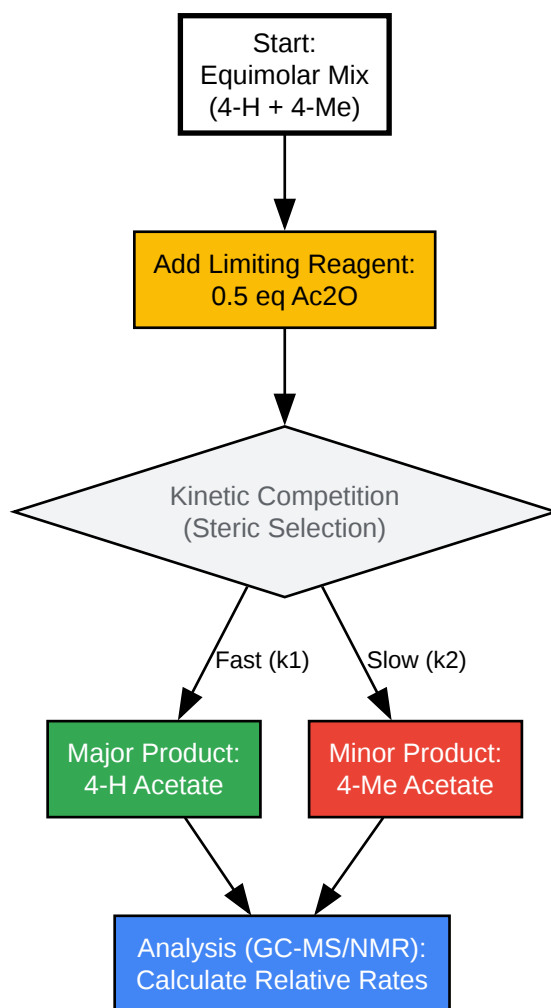 Start:
Equimolar Mix
(4-H + 4-Me)
Add Limiting Reagent:
0.5 eq Ac2O
Kinetic Competition
(Steric Selection)
Fast (k1)
Slow (k2)
Major Product:
4-H Acetate
Minor Product:
4-Me Acetate
Analysis (GC-MS/NMR):
Calculate Relative Rates